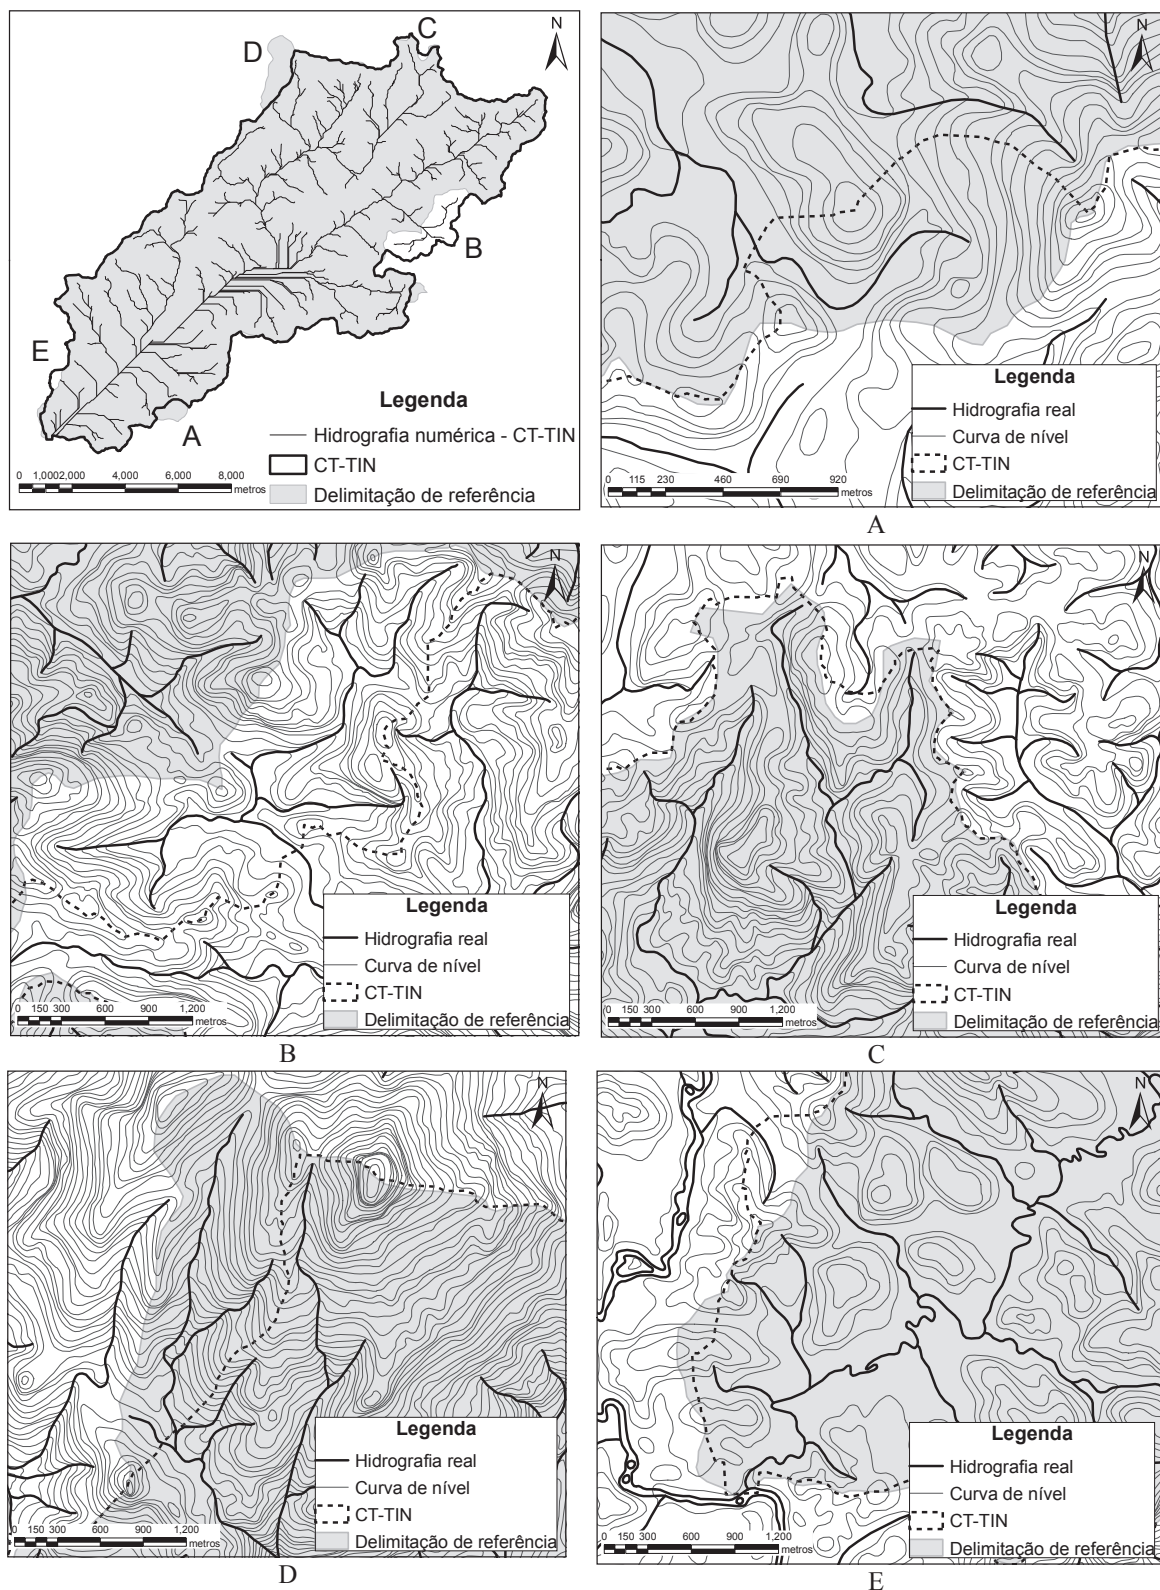 D
C
N
B
E
A
Legenda
Hidrografia numérica - CT-TIN
CT-TIN
Delimitação de referência
0 1,0002,000 4,000 6,000 8,000
metros
N
Legenda
Hidrografia real
Curva de nível
CT-TIN
Delimitação de referência
0 115 230 460 690 920
metros
A
N
Legenda
Hidrografia real
Curva de nível
CT-TIN
Delimitação de referência
0 150 300 600 900 1,200
metros
B
N
Legenda
Hidrografia real
Curva de nível
CT-TIN
Delimitação de referência
0 150 300 600 900 1,200
metros
C
N
Legenda
Hidrografia real
Curva de nível
CT-TIN
Delimitação de referência
0 150 300 600 900 1,200
metros
D
N
Legenda
Hidrografia real
Curva de nível
CT-TIN
Delimitação de referência
0 150 300 600 900 1,200
metros
E